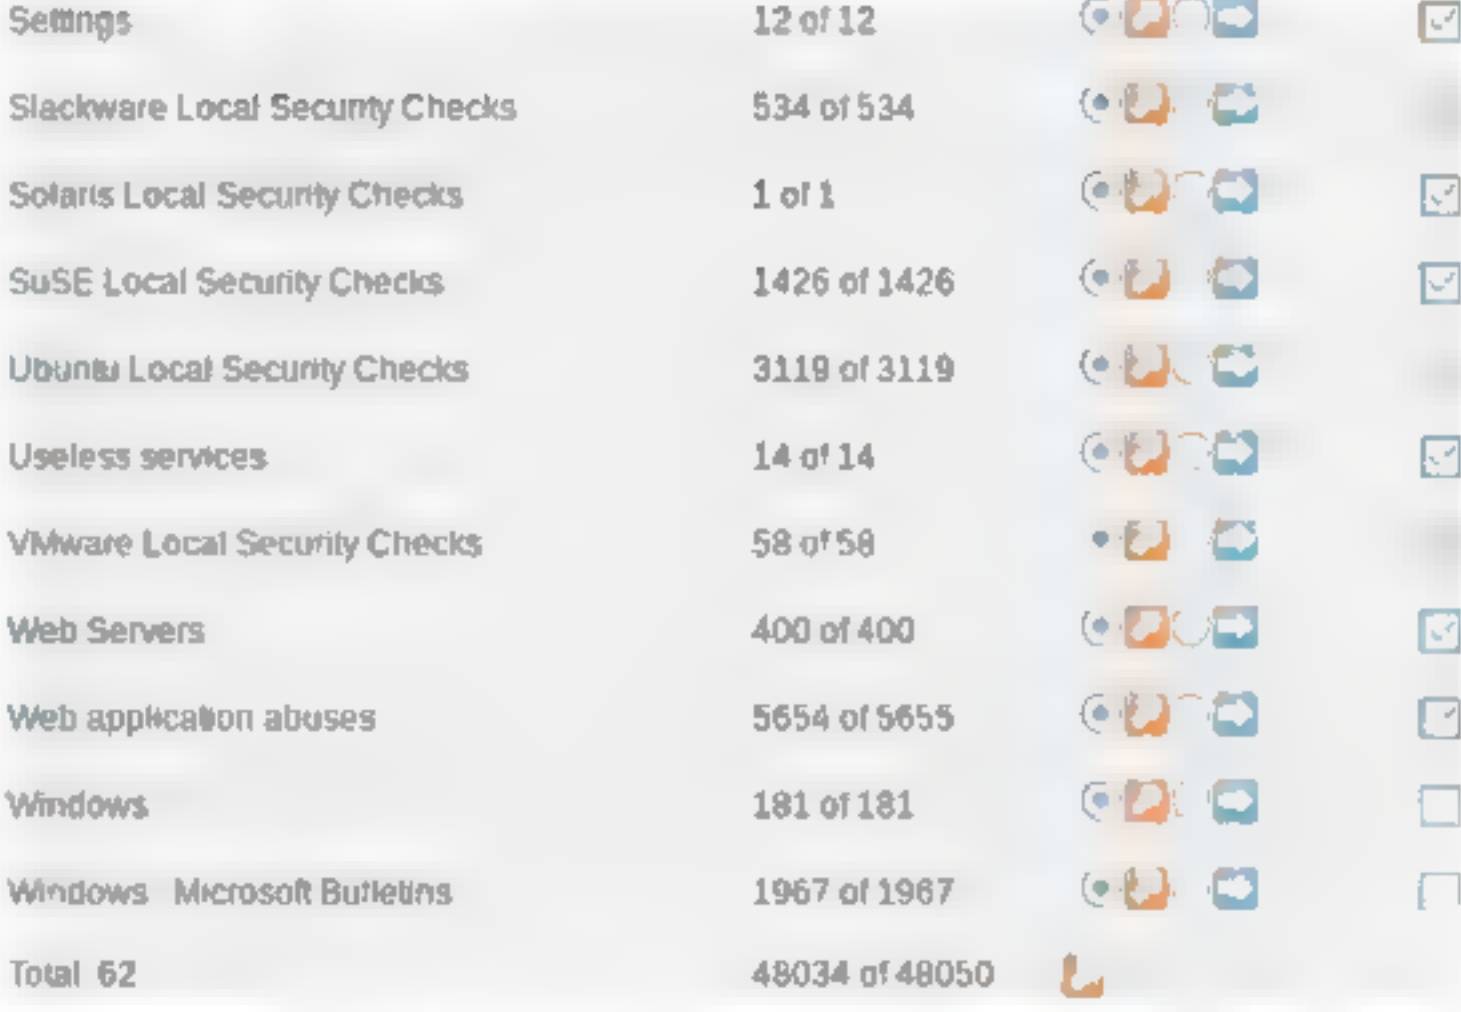 Settings 12 of 12
Slackware Local Security Checks 534 of 534
Solaris Local Security Checks 1 of 1
SuSE Local Security Checks 1426 of 1426
Ubuntu Local Security Checks 3119 of 3119
Useless services 14 of 14
VMware Local Security Checks 58 of 58
Web Servers 400 of 400
Web application abuses 5654 of 5655
Windows 181 of 181
Windows Microsoft Bulletins 1967 of 1967
Total 62 48034 of 48050